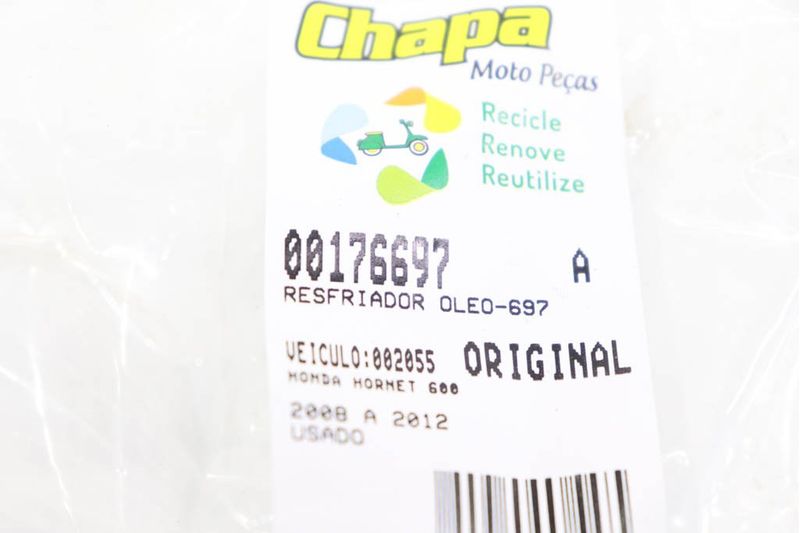 Chapa
Moto Peças
Recicle
Renove
Reutilize
00176697 A
RESFRIADOR OLEO-697
VEICULO:002055 ORIGINAL
HONDA HORNET 600
2008 A 2012
USADO